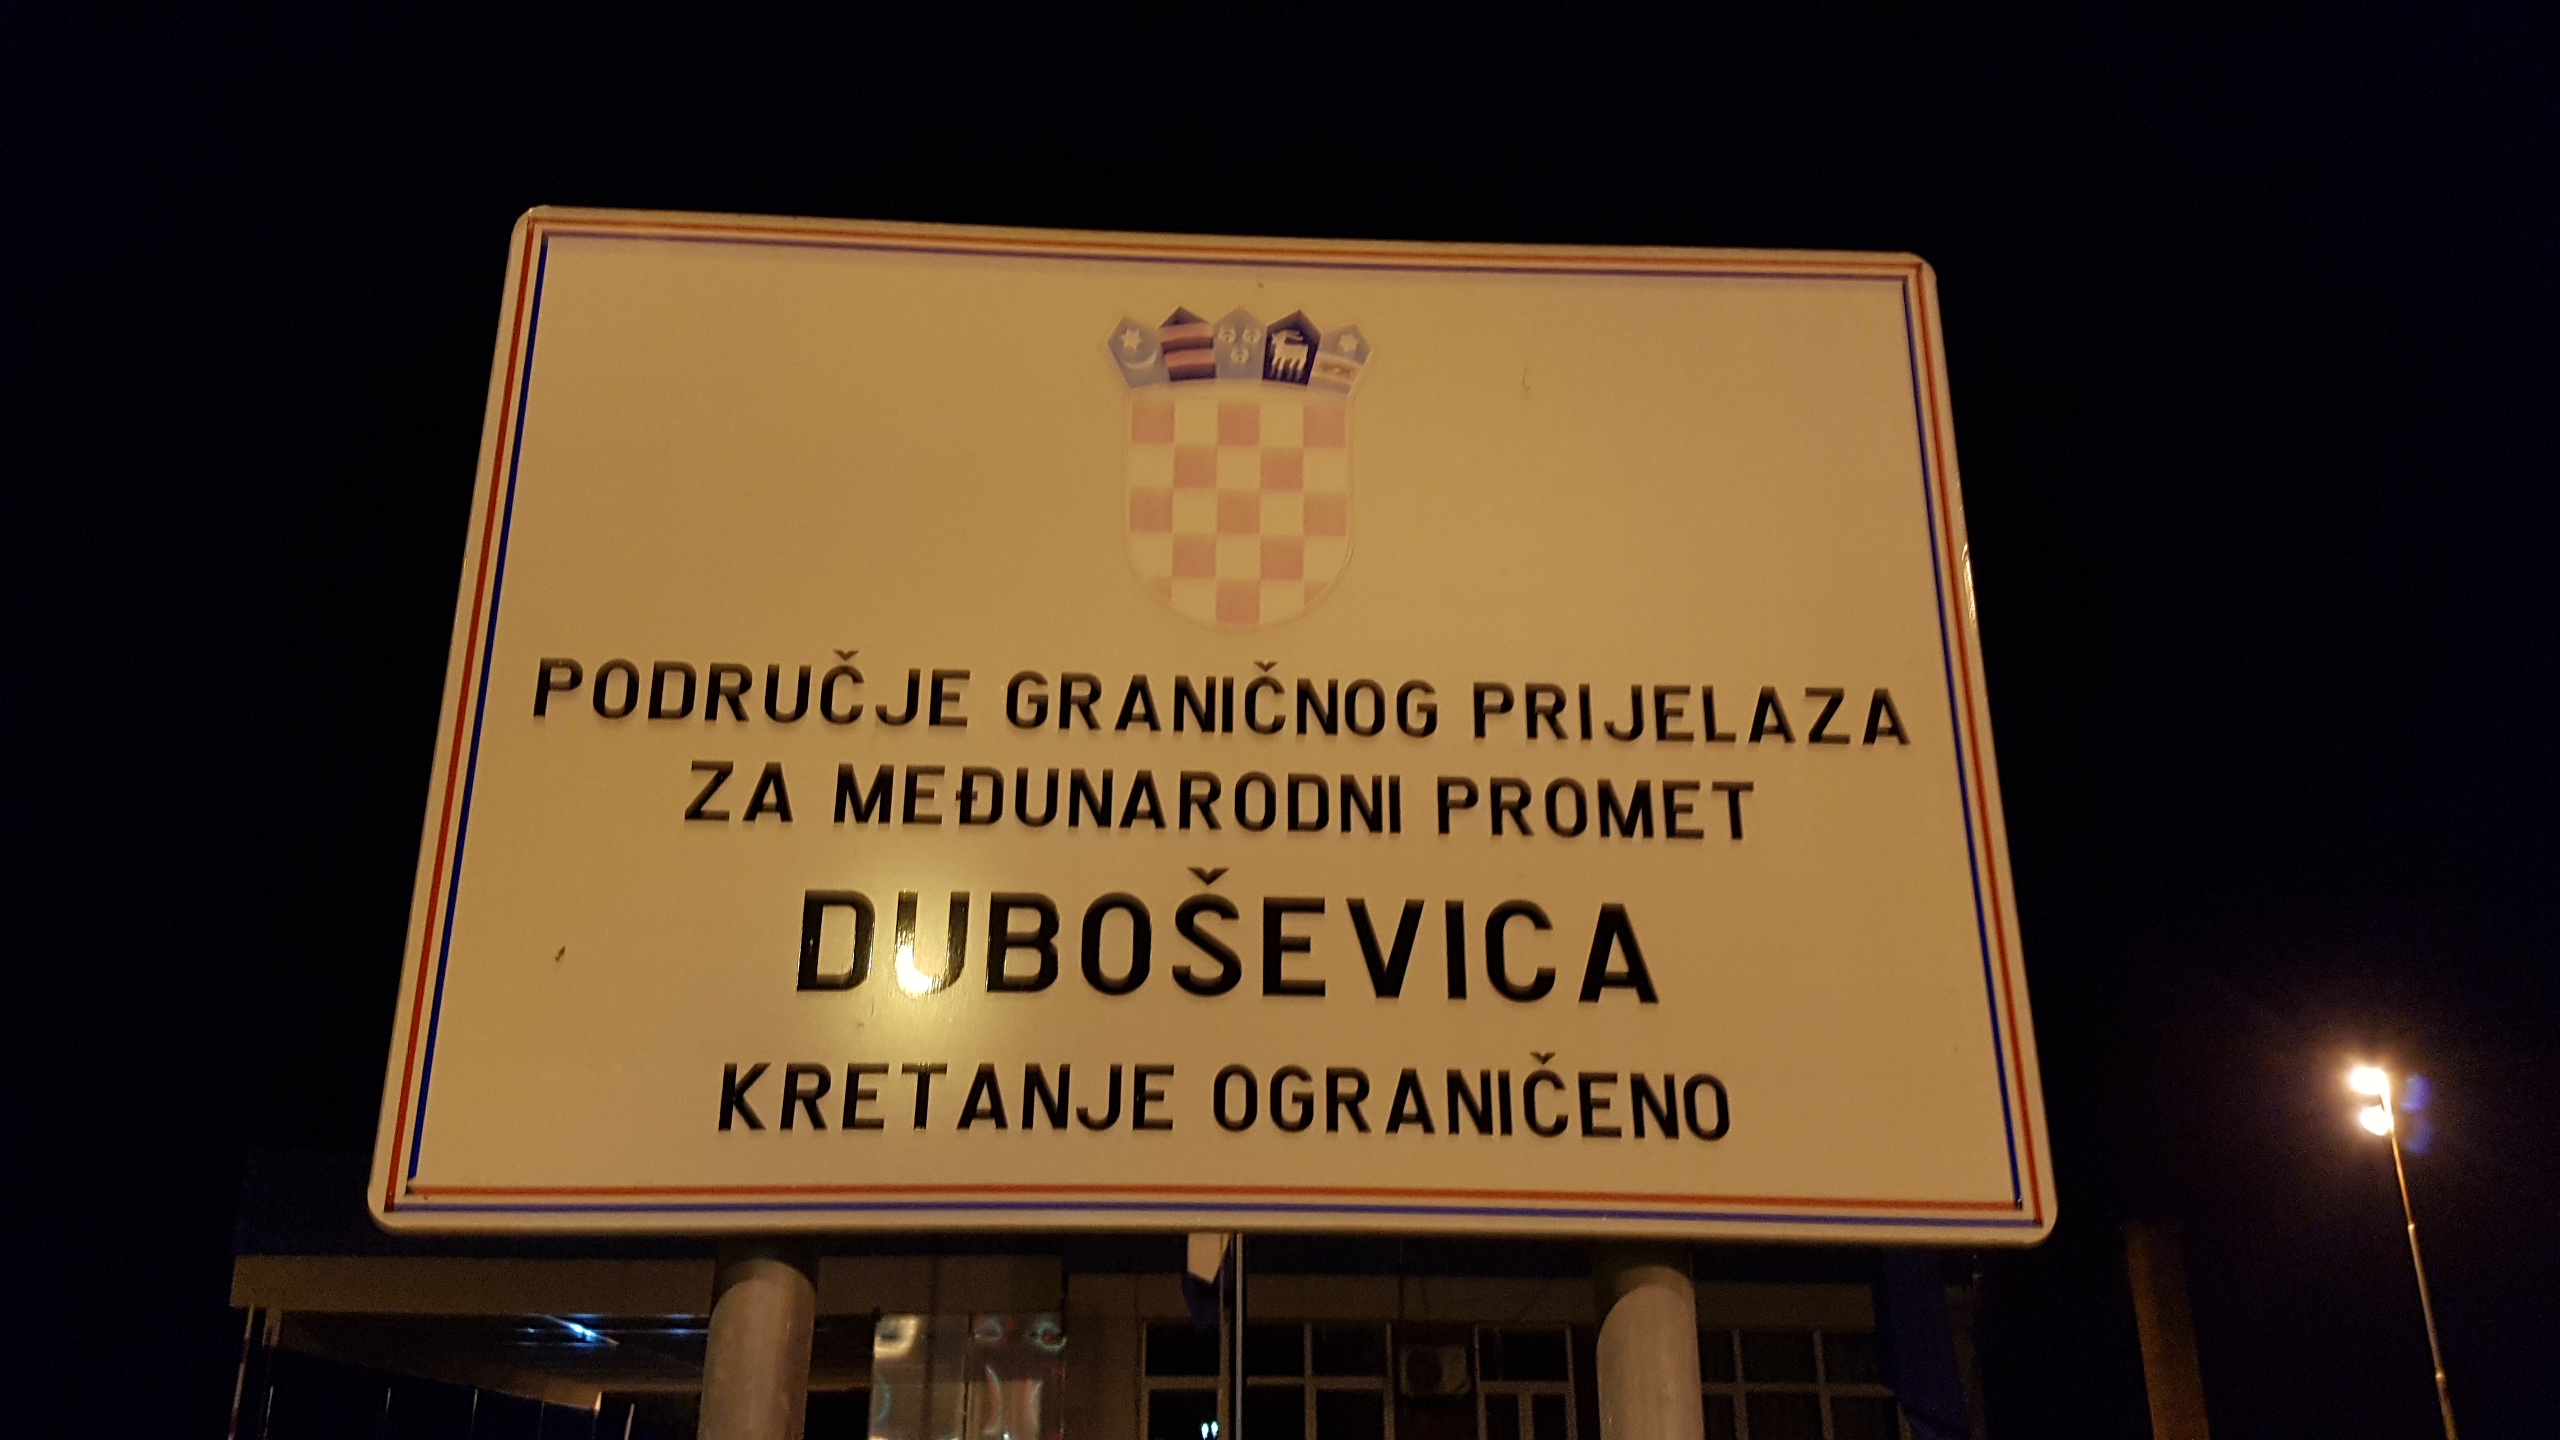 PODRUČJE GRANIČNOG PRIJELAZA
ZA MEĐUNARODNI PROMET
DUBOŠEVICA
KRETANJE OGRANIČENO